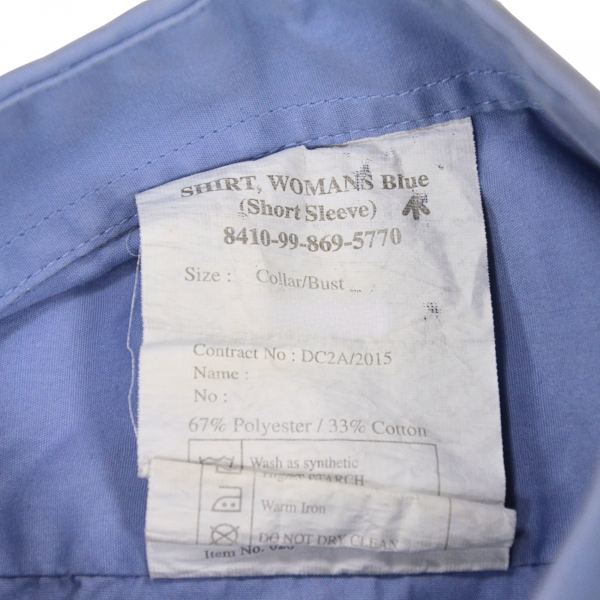 SHIRT, WOMANS Blue
(Short Sleeve)
8410-99-869-5770
Size : Collar/Bust
Contract No : DC2A/2015
Name :
No :
67% Polyester / 33% Cotton
Wash as synthetic
STARCH
Warm Iron
DO NOT DRY CLEAN
Item No.